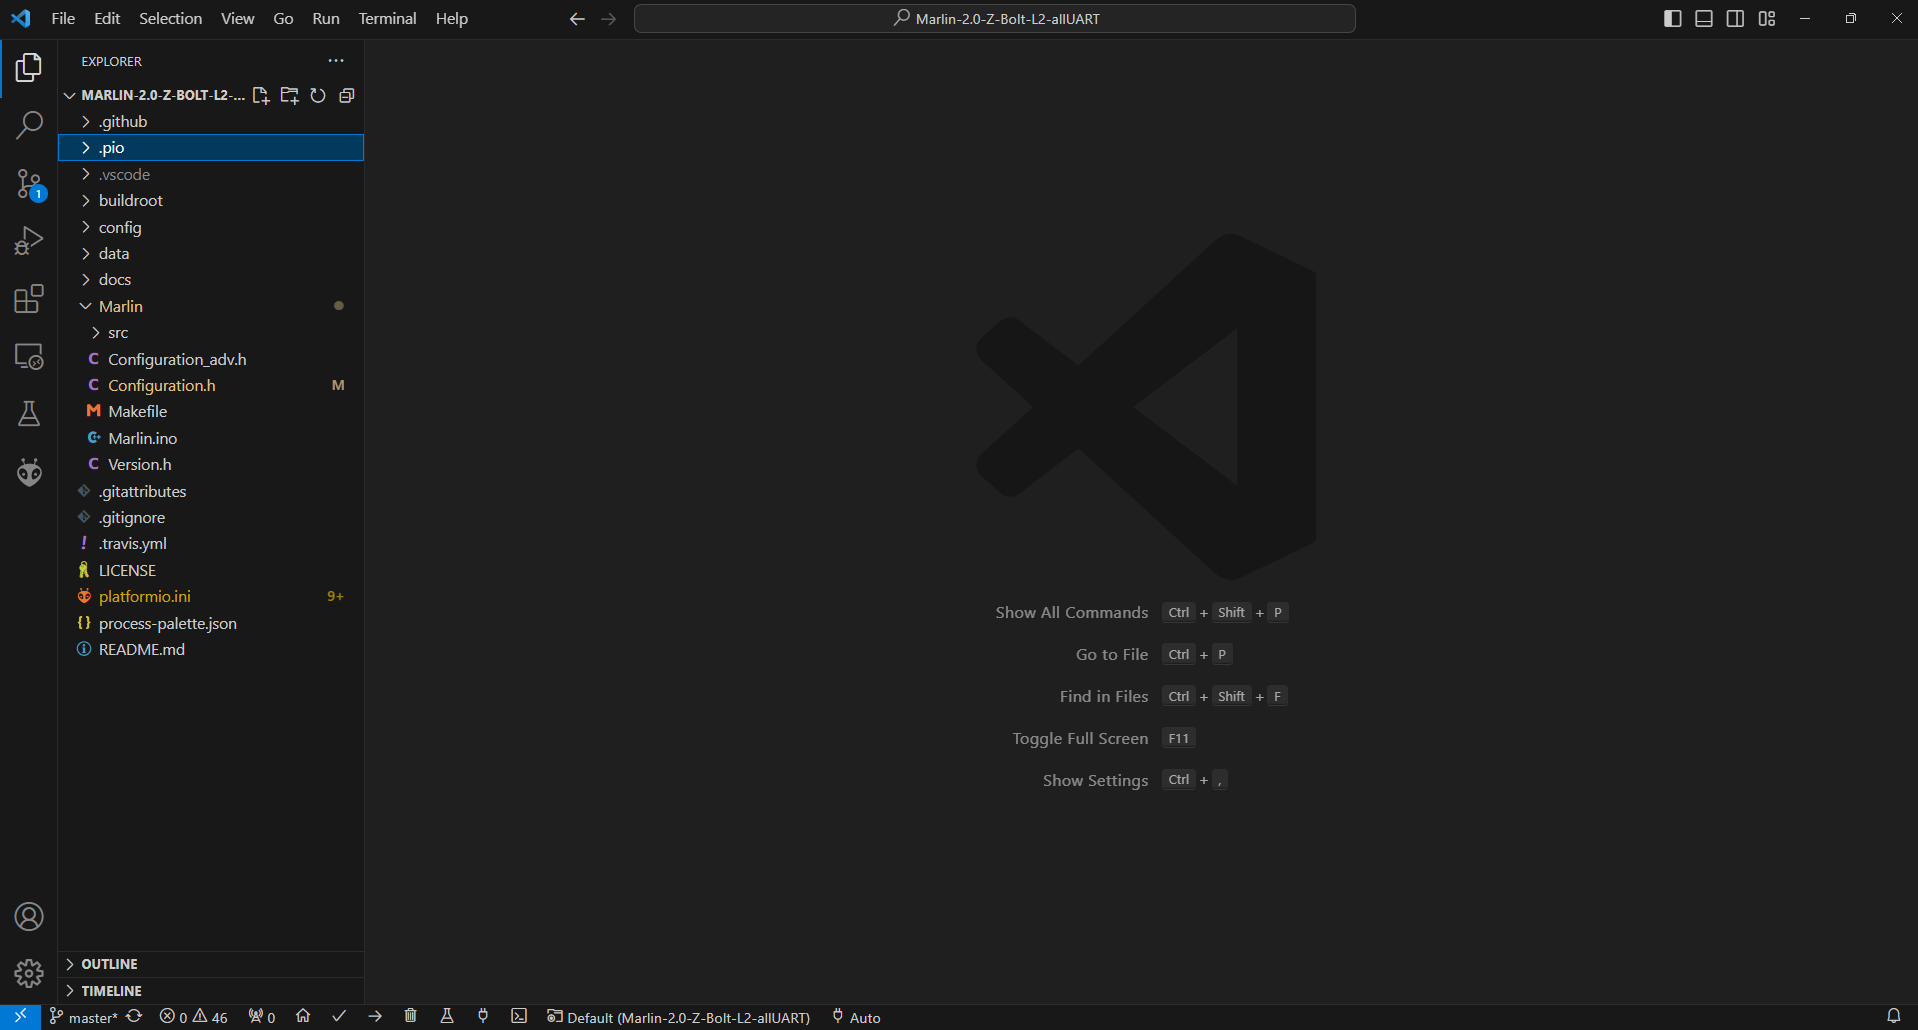 File Edit Selection View Go Run Terminal Help
Marlin-2.0-Z-Bolt-L2-allUART
EXPLORER
MARLIN-2.0-Z-BOLT-L2-...
.github
.pio
.vscode
1
buildroot
config
data
docs
Marlin
src
C Configuration_adv.h
C Configuration.h M
M Makefile
Marlin.ino
C Version.h
.gitattributes
.gitignore
! .travis.yml
LICENSE
platformio.ini 9+
{} process-palette.json
README.md
Show All Commands Ctrl + Shift + P
Go to File Ctrl + P
Find in Files Ctrl + Shift + F
Toggle Full Screen F11
Show Settings Ctrl + ,
OUTLINE
TIMELINE
master* 0 46 0 Default (Marlin-2.0-Z-Bolt-L2-allUART) Auto